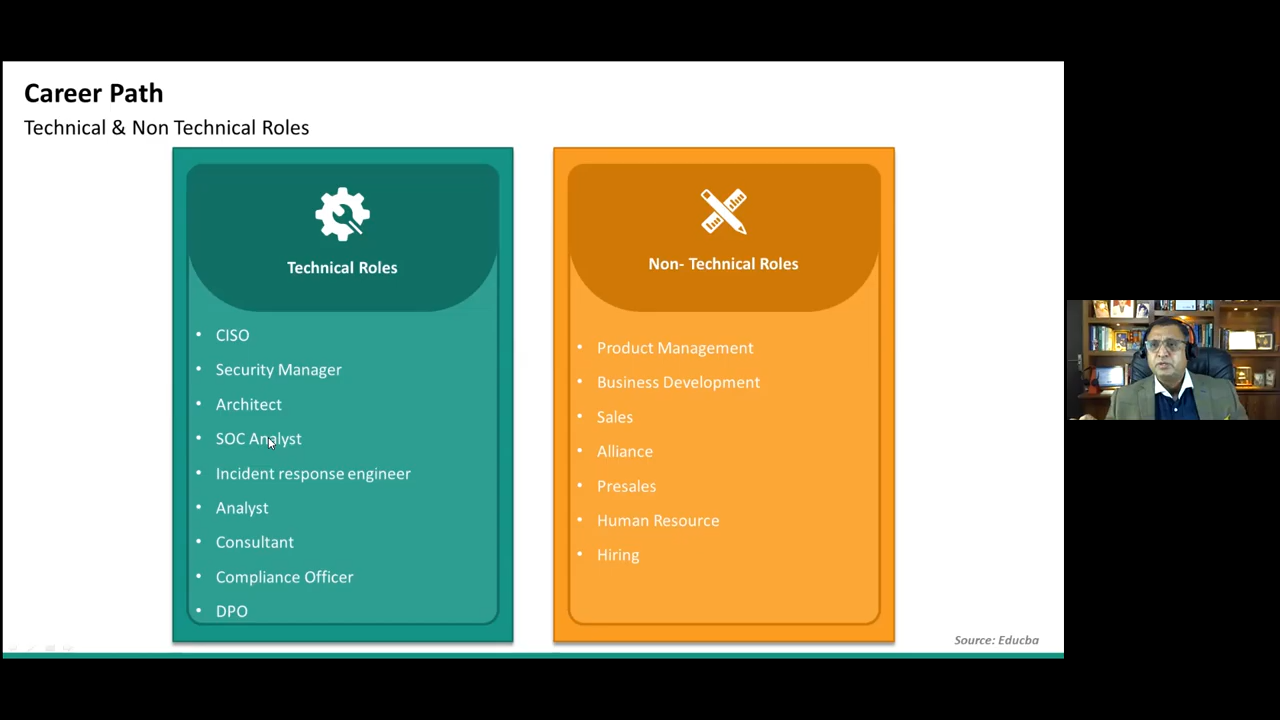 Career Path
Technical & Non Technical Roles
Technical Roles
CISO
Security Manager
Architect
SOC Analyst
Incident response engineer
Analyst
Consultant
Compliance Officer
DPO
Non- Technical Roles
Product Management
Business Development
Sales
Alliance
Presales
Human Resource
Hiring
Source: Educba